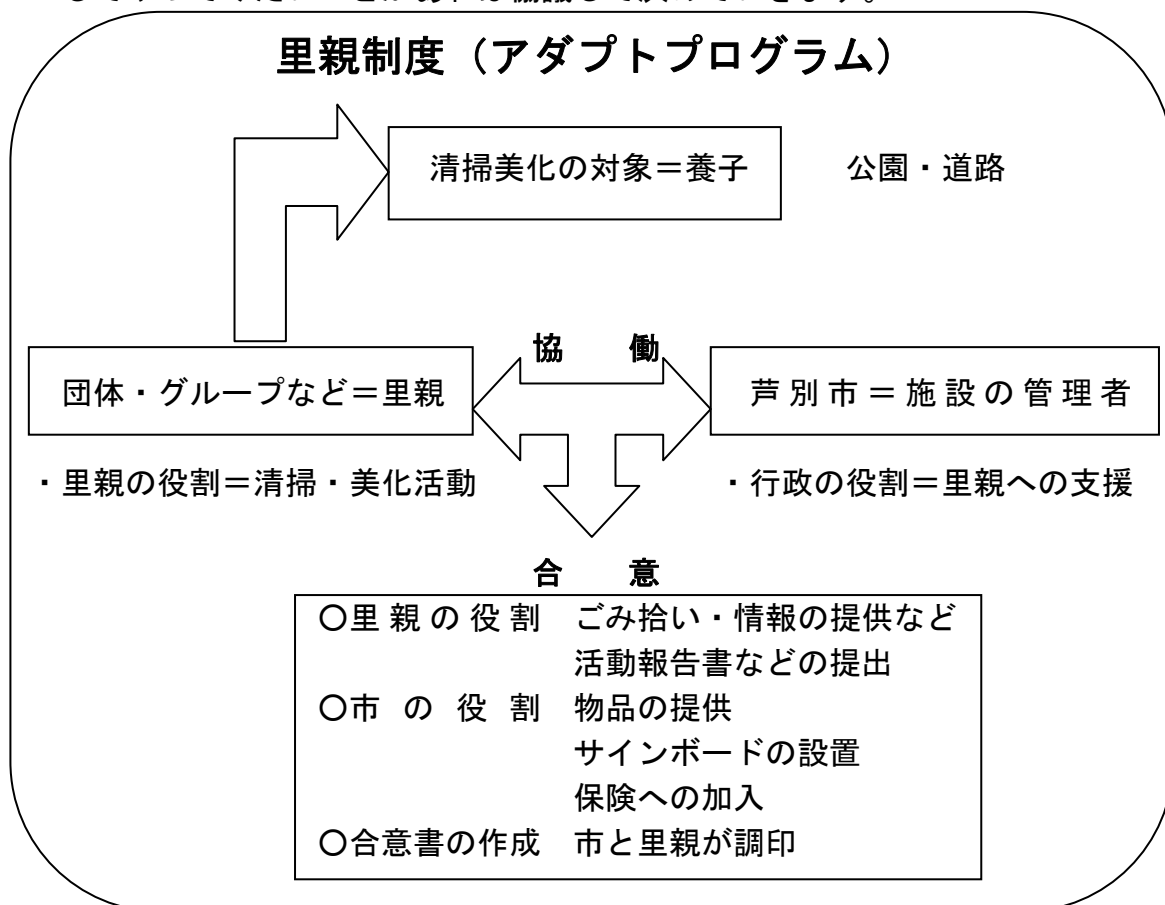 里親制度（アダプトプログラム）
清掃美化の対象＝養子
公園・道路
協　働
団体・グループなど＝里親
芦別市＝施設の管理者
・里親の役割＝清掃・美化活動
・行政の役割＝里親への支援
合　意
〇里親の役割　ごみ拾い・情報の提供など
活動報告書などの提出
〇市の役割　物品の提供
サインボードの設置
保険への加入
〇合意書の作成　市と里親が調印